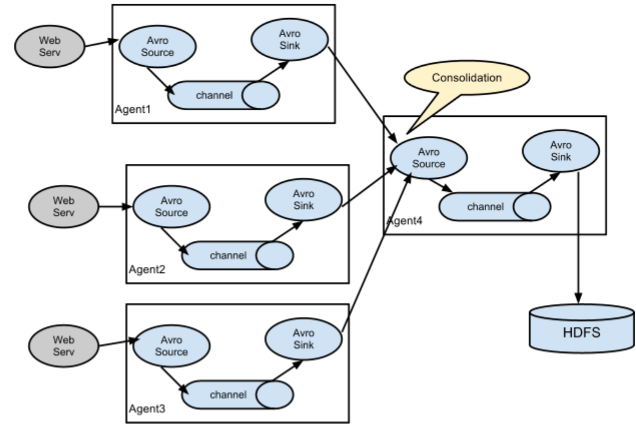 Web
Serv
Avro
Source
Avro
Sink
channel
Agent1
Consolidation
Web
Serv
Avro
Source
Avro
Sink
channel
Agent2
Avro
Source
Avro
Sink
channel
Agent4
HDFS
Web
Serv
Avro
Source
Avro
Sink
channel
Agent3